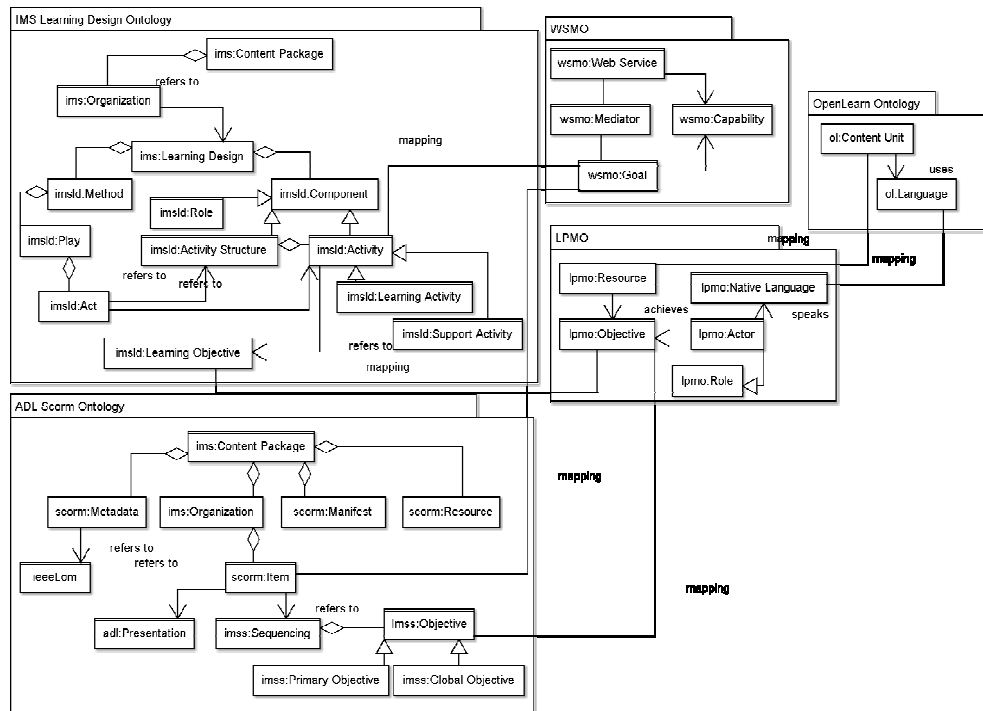 IMS Learning Design Ontology
ims:Content Package
refers to
ims:Organization
ims:Learning Design
mapping
imsld:Method
imsld:Component
imsld:Role
imsld:Play
imsld:Activity Structure
imsld:Activity
refers to
refers to
imsld:Act
imsld:Learning Activity
imsld:Support Activity
imsld:Learning Objective
refers to
mapping
WSMO
wsmo:Web Service
wsmo:Mediator
wsmo:Capability
wsmo:Goal
OpenLearn Ontology
ol:Content Unit
uses
ol:Language
mapping
mapping
LPMO
lpmo:Resource
lpmo:Native Language
achieves
speaks
lpmo:Objective
lpmo:Actor
lpmo:Role
ADL Scorm Ontology
ims:Content Package
scorm:Metadata
ims:Organization
scorm:Manifest
scorm:Resource
refers to
refers to
ieeeLom
scorm:Item
refers to
adl:Presentation
imss:Sequencing
imss:Objective
imss:Primary Objective
imss:Global Objective
mapping
mapping